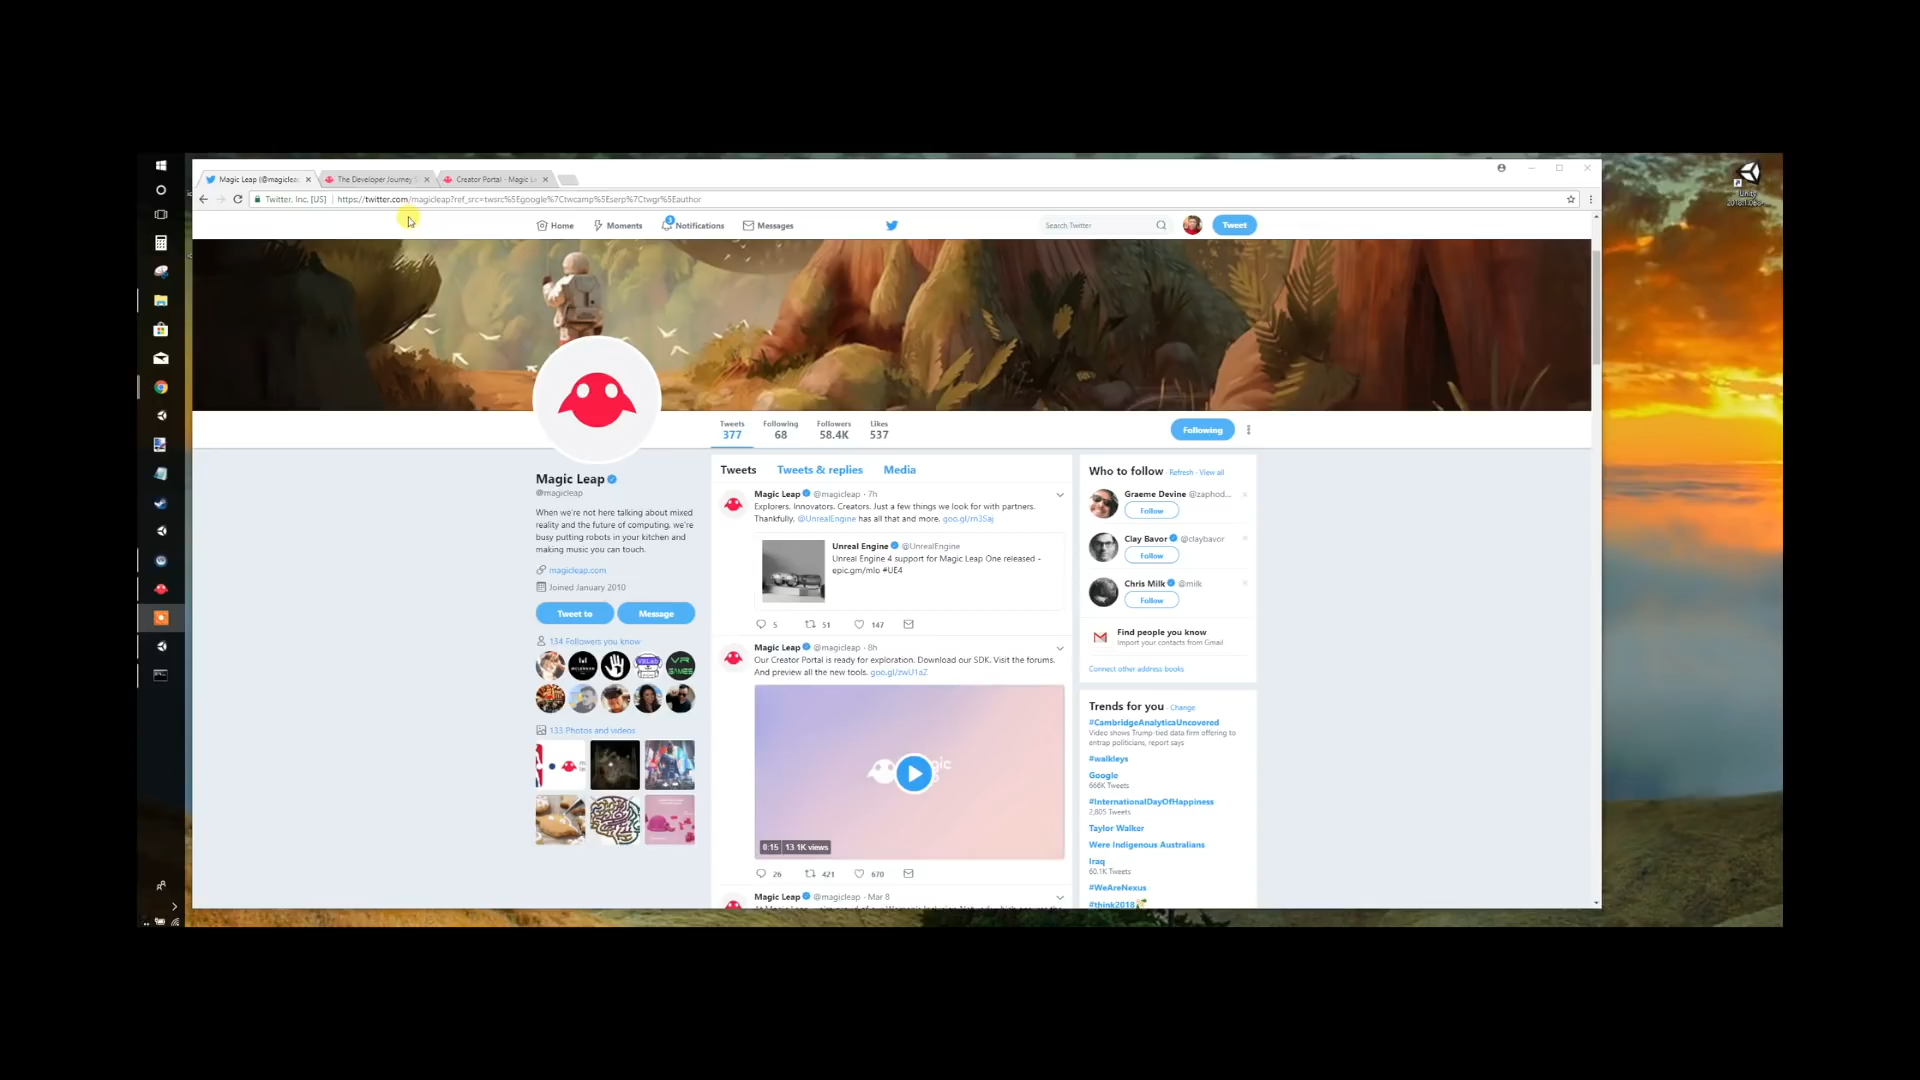 Magic Leap (@magicleap
The Developer Journey S
Creator Portal - Magic Le
Twitter, Inc. [US] https://twitter.com/magicleap?ref_src=twsrc%5Egoogle%7Ctwcamp%5Eserp%7Ctwgr%5Eauthor
Home
Moments
Notifications
Messages
Search Twitter
Tweet
Unity
Tweets
377
Following
68
Followers
58.4K
Likes
537
Following
Magic Leap
@magicleap
When we're not here talking about mixed
reality and the future of computing, we're
busy putting robots in your kitchen and
making music you can touch.
magicleap.com
Joined January 2010
Tweet to
Message
134 Followers you know
133 Photos and videos
Tweets Tweets & replies Media
Magic Leap @magicleap · 7h
Explorers. Innovators. Creators. Just a few things we look for with partners.
Thankfully, @UnrealEngine has all that and more. goo.gl/m3Saj
Unreal Engine @UnrealEngine
Unreal Engine 4 support for Magic Leap One released -
epic.gm/mlo #UE4
5 51 147
Magic Leap @magicleap · 8h
Our Creator Portal is ready for exploration. Download our SDK. Visit the forums.
And preview all the new tools. goo.gl/zwU1aZ
0:15 13.1K views
26 421 670
Magic Leap @magicleap · Mar 8
Who to follow · Refresh · View all
Graeme Devine @zaphod...
Follow
Clay Bavor @claybavor
Follow
Chris Milk @milk
Follow
Find people you know
Import your contacts from Gmail
Connect other address books
Trends for you · Change
#CambridgeAnalyticaUncovered
Video shows Trump-tied data firm offering to
entrap politicians, report says
#walkleys
Google
666K Tweets
#InternationalDayOfHappiness
2,805 Tweets
Taylor Walker
Were Indigenous Australians
Iraq
60.1K Tweets
#WeAreNexus
#think2018